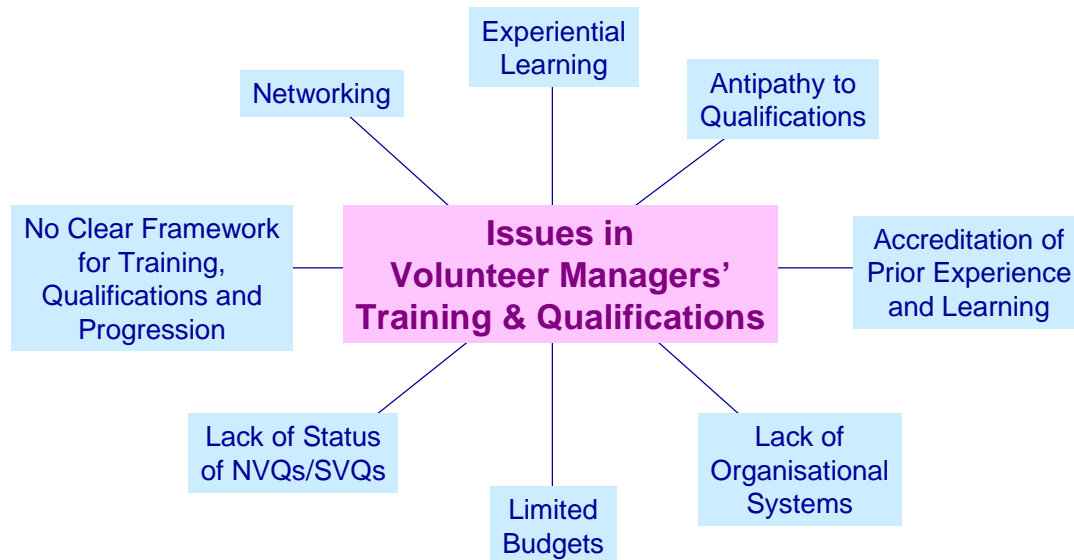 Experiential
Learning
Networking
Antipathy to
Qualifications
No Clear Framework
for Training,
Qualifications and
Progression
Issues in
Volunteer Managers’
Training & Qualifications
Accreditation of
Prior Experience
and Learning
Lack of Status
of NVQs/SVQs
Limited
Budgets
Lack of
Organisational
Systems